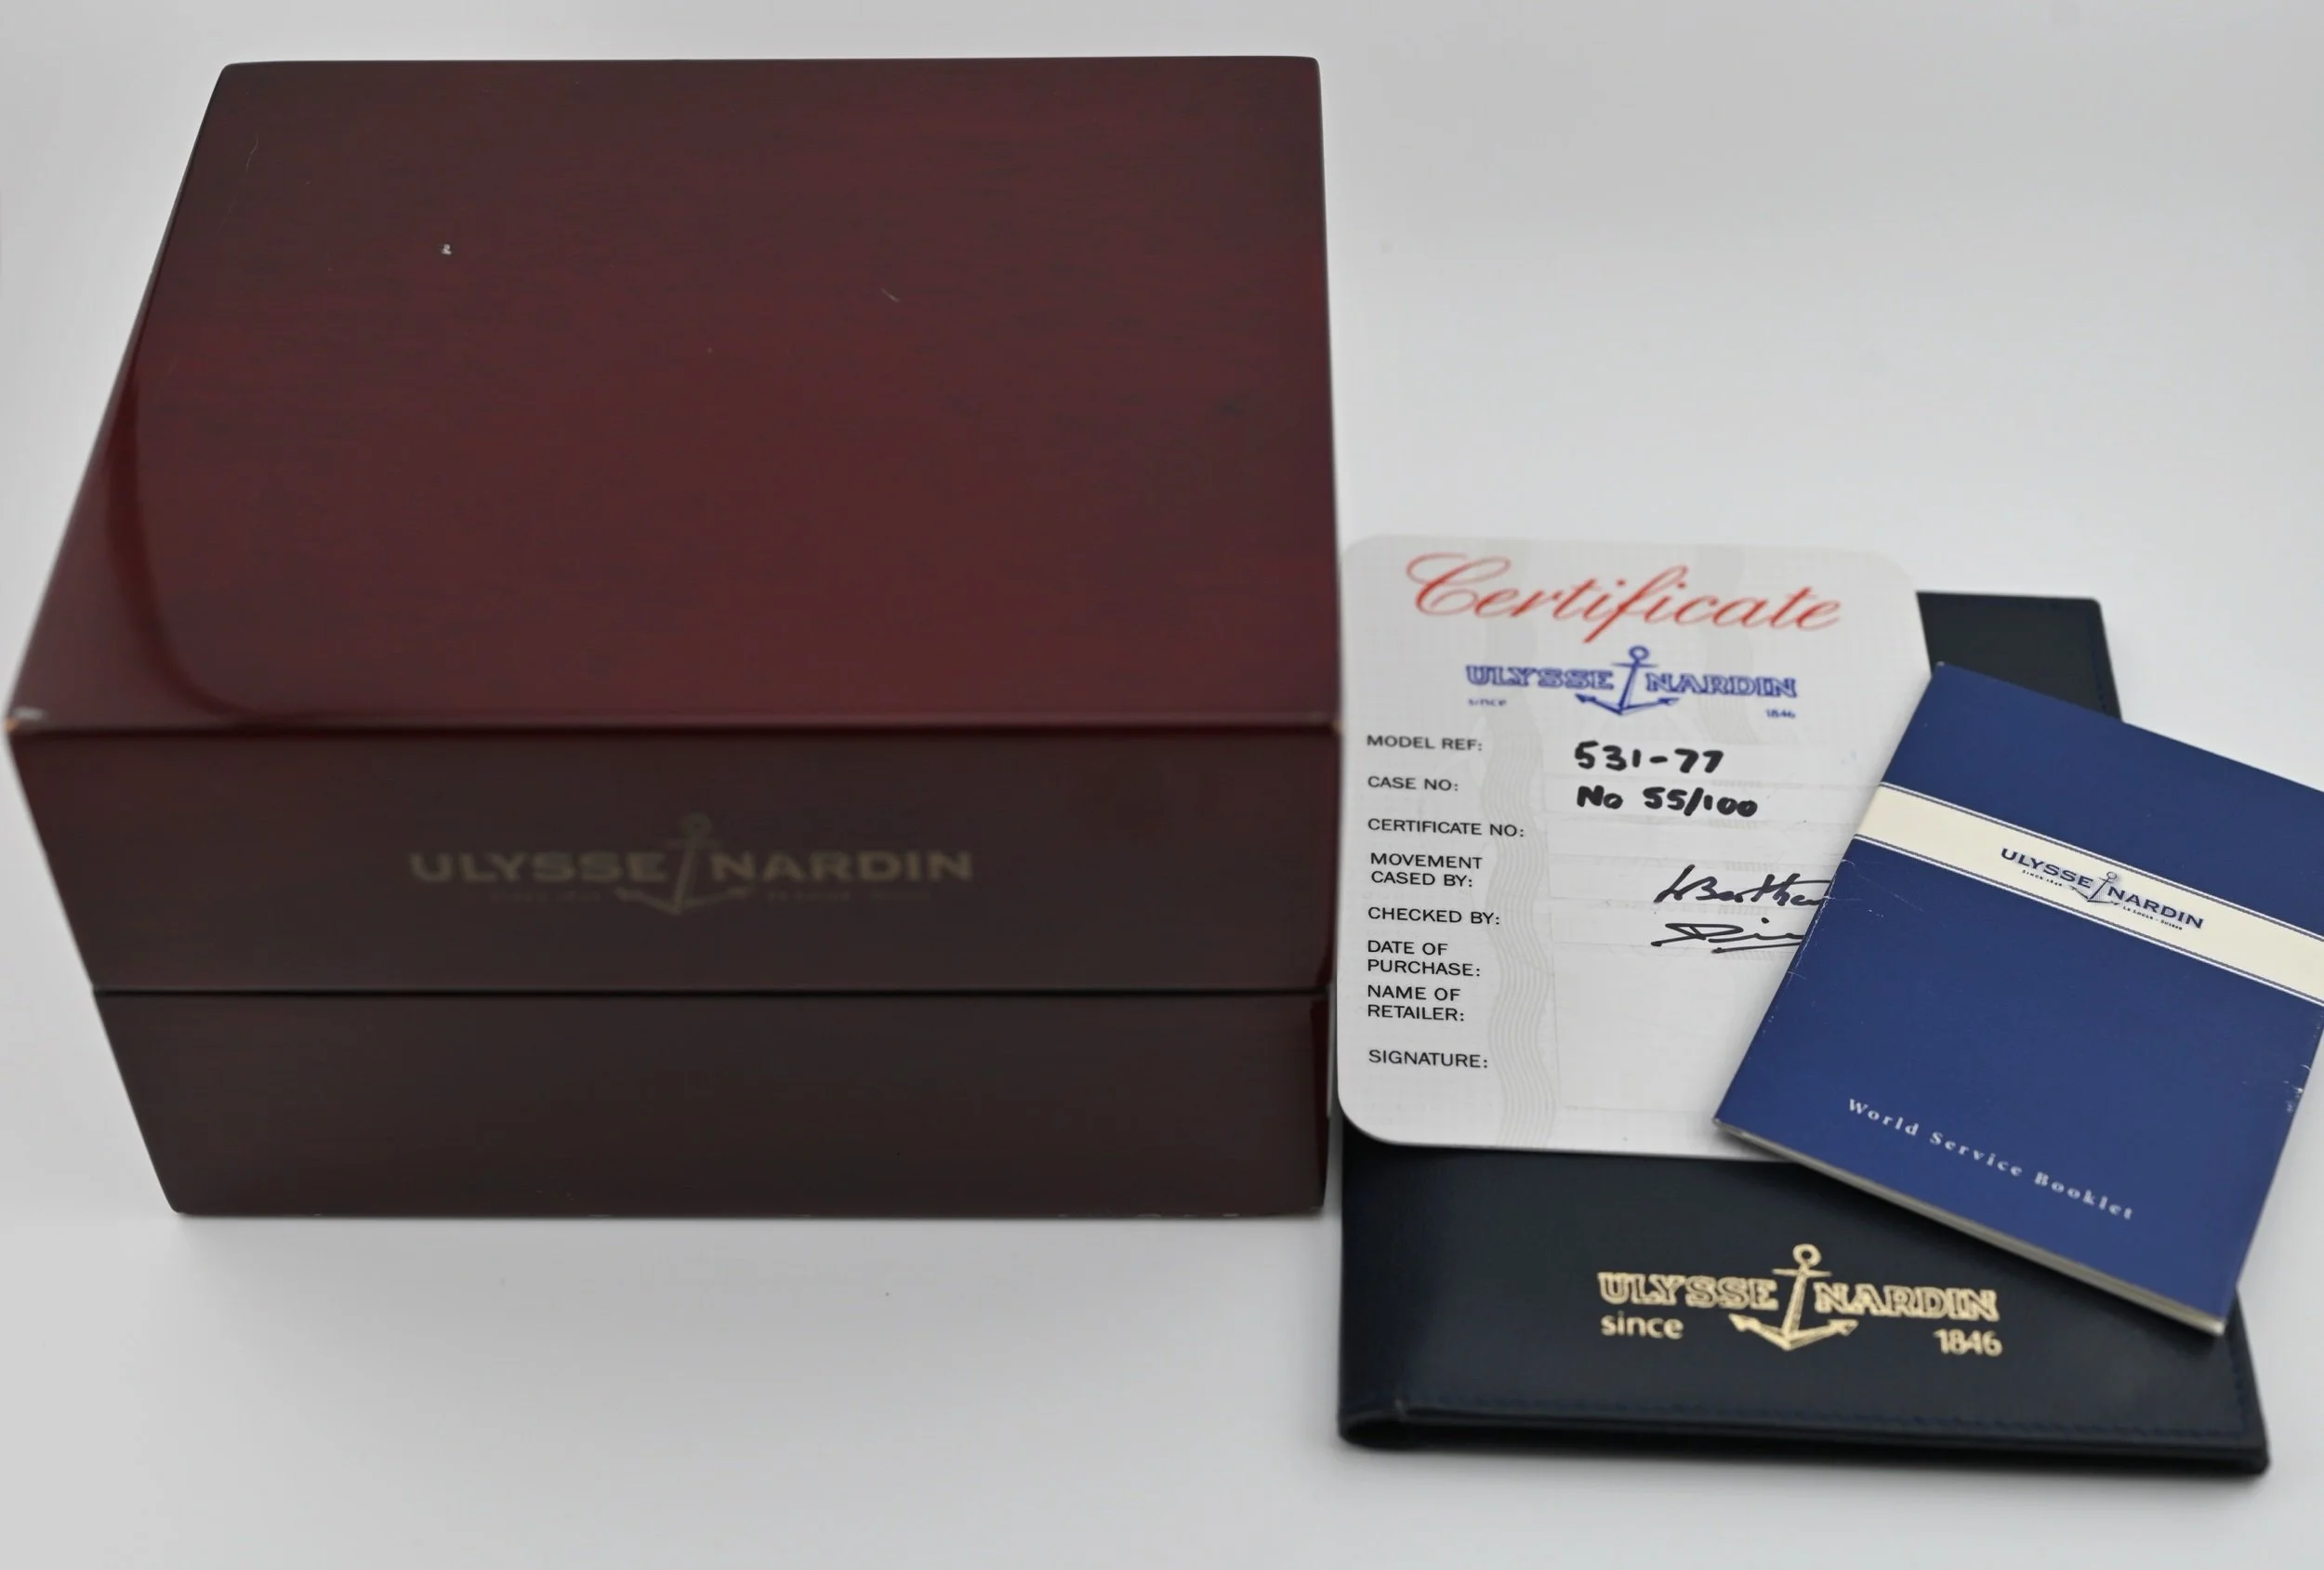 ULYSSE NARDIN
Certificate
ULYSSE NARDIN
since 1846
MODEL REF: 531-77
CASE NO: No 55/100
CERTIFICATE NO:
MOVEMENT
CASED BY:
CHECKED BY:
DATE OF
PURCHASE:
NAME OF
RETAILER:
SIGNATURE:
ULYSSE NARDIN
World Service Booklet
ULYSSE NARDIN
since 1846